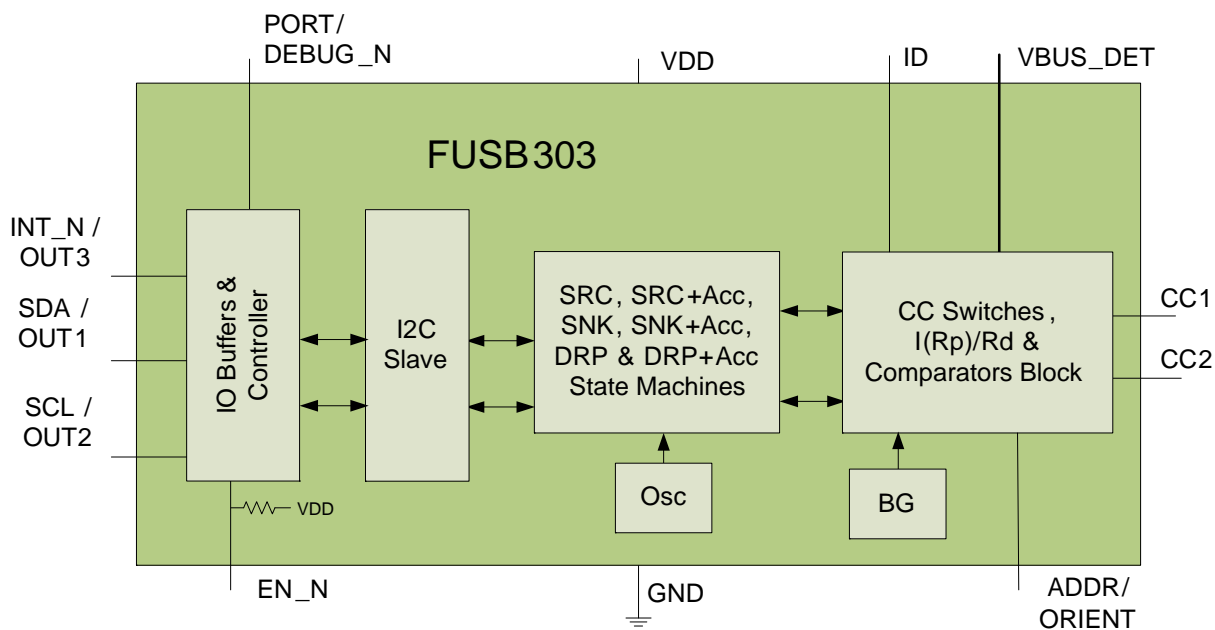 PORT/
DEBUG_N
VDD
ID
VBUS_DET
FUSB303
INT_N /
OUT3
SDA /
OUT1
SCL /
OUT2
IO Buffers &
Controller
I2C
Slave
SRC, SRC+Acc,
SNK, SNK+Acc,
DRP & DRP+Acc
State Machines
CC Switches,
I(Rp)/Rd &
Comparators Block
CC1
CC2
Osc
BG
VDD
EN_N
GND
ADDR/
ORIENT